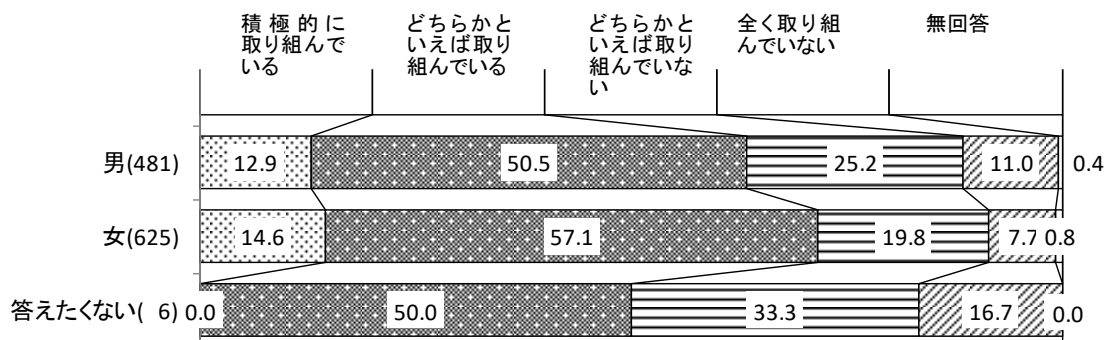 積極的に
取り組んで
いる
どちらかと
いえば取り
組んでいる
どちらかと
いえば取り
組んでいな
い
全く取り組
んでいない
無回答
男(481) 12.9 50.5 25.2 11.0 0.4
女(625) 14.6 57.1 19.8 7.7 0.8
答えたくない( 6) 0.0 50.0 33.3 16.7 0.0